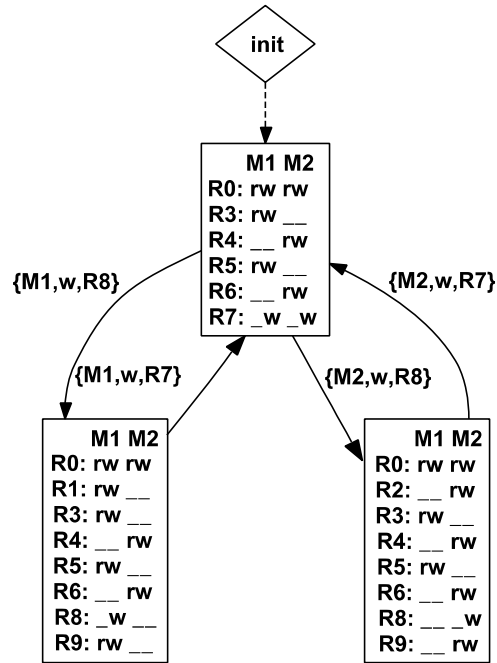 init
M1 M2
R0: rw rw
R3: rw __
R4: __ rw
R5: rw __
R6: __ rw
R7: _w _w
{M1,w,R8}
{M2,w,R7}
{M1,w,R7}
{M2,w,R8}
M1 M2
R0: rw rw
R1: rw __
R3: rw __
R4: __ rw
R5: rw __
R6: __ rw
R8: _w __
R9: rw __
M1 M2
R0: rw rw
R2: __ rw
R3: rw __
R4: __ rw
R5: rw __
R6: __ rw
R8: __ _w
R9: __ rw